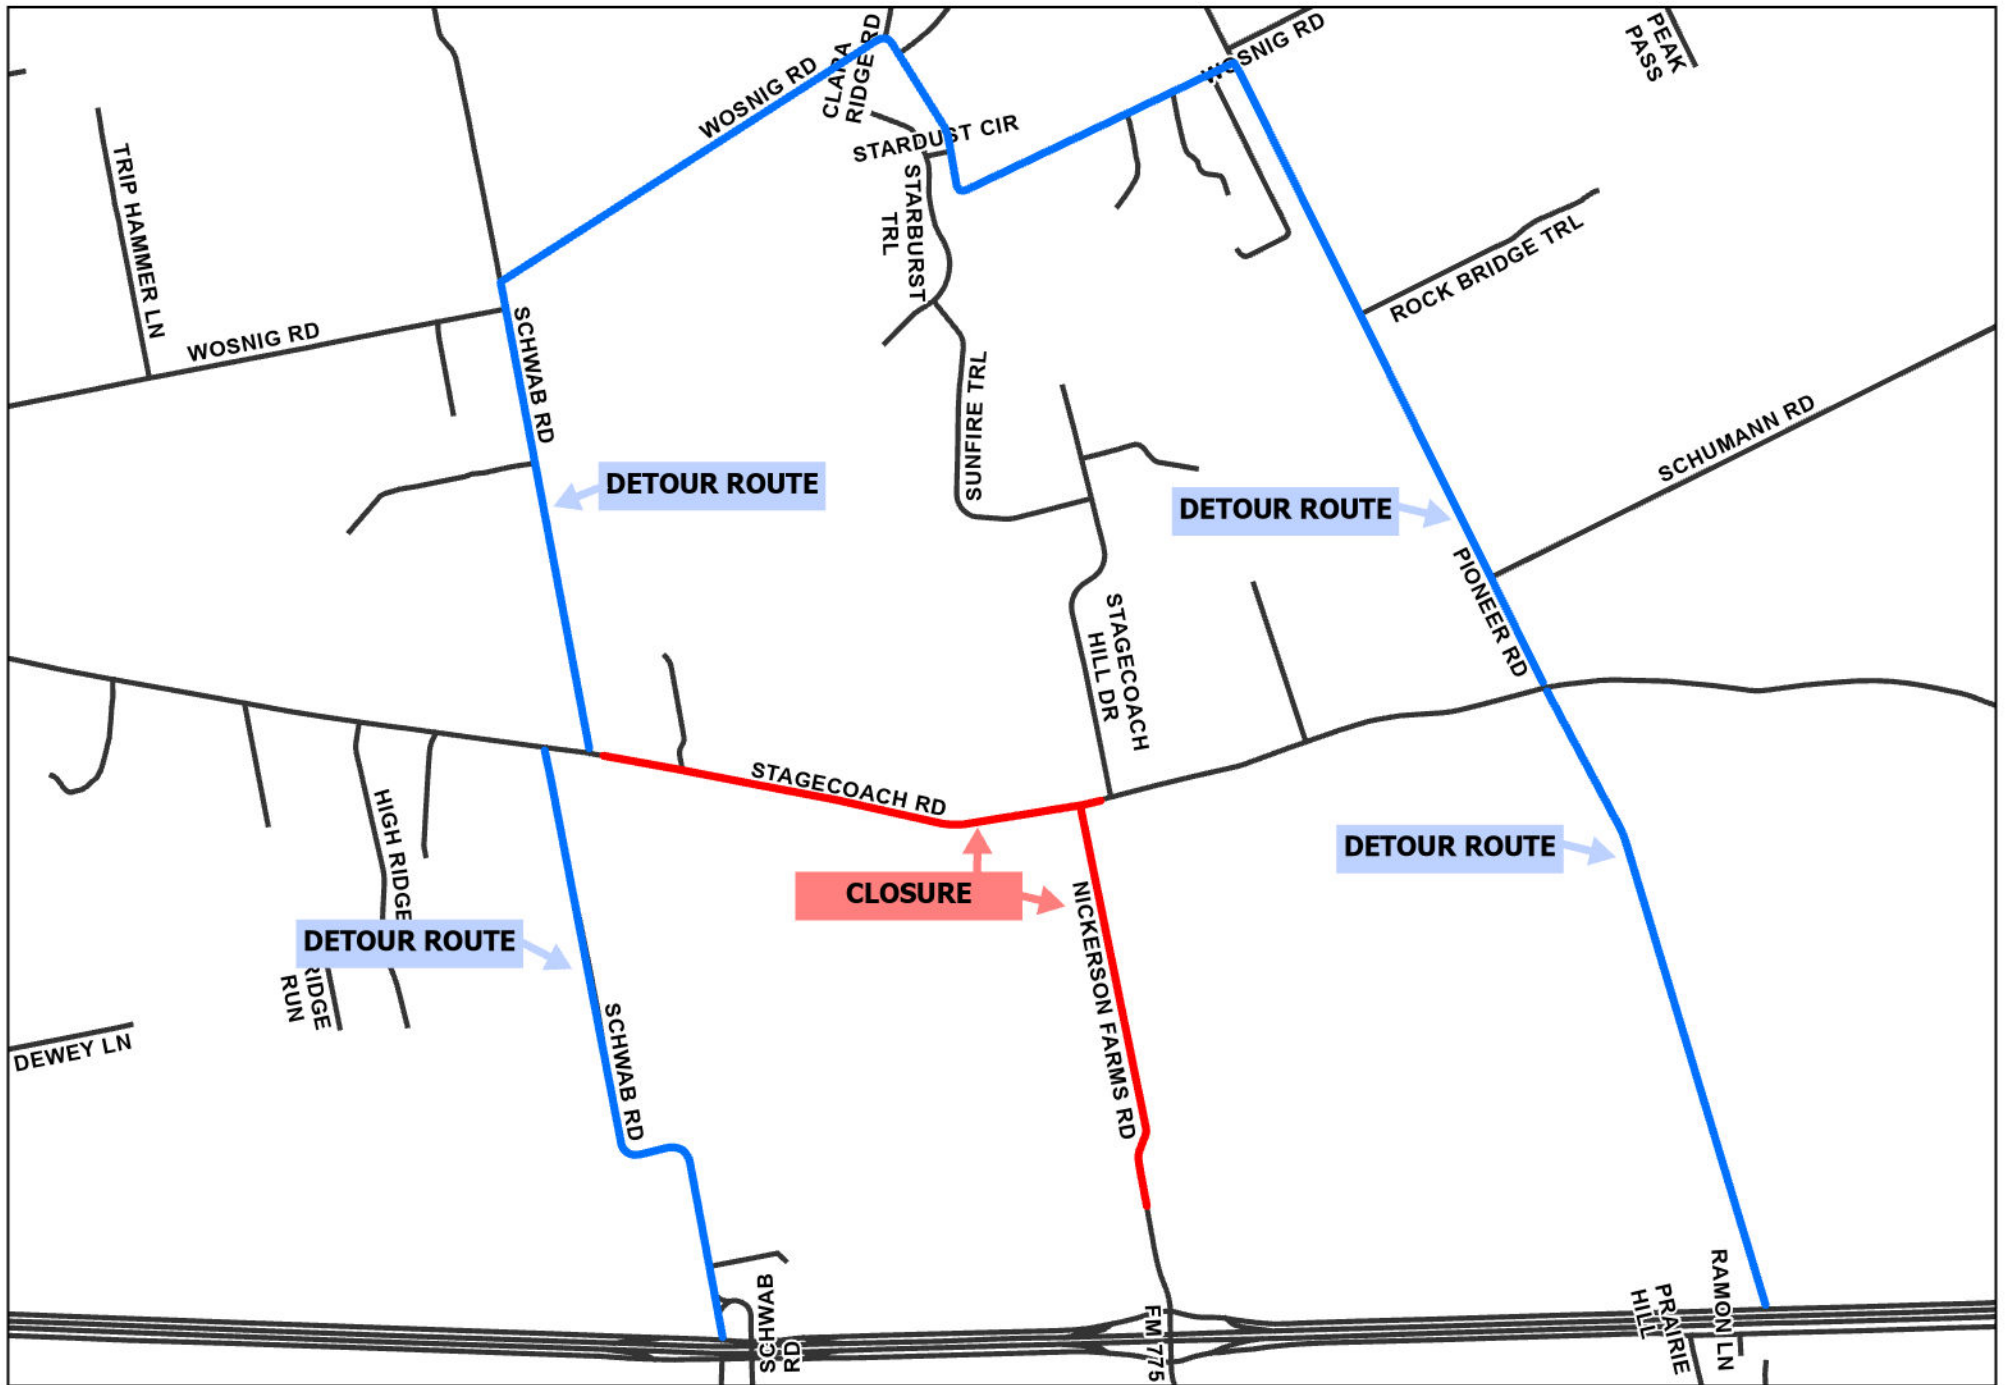 CLARA
RIDGE RD
WOSNIG RD
WOSNIG RD
PEAK
PASS
STARDUST CIR
TRIP HAMMER LN
STARBURST
TRL
ROCK BRIDGE TRL
WOSNIG RD
SCHWAB RD
SUNFIRE TRL
SCHUMANN RD
DETOUR ROUTE
DETOUR ROUTE
PIONEER RD
STAGECOACH
HILL DR
STAGECOACH RD
HIGH RIDGE
DETOUR ROUTE
CLOSURE
NICKERSON FARMS RD
DETOUR ROUTE
RIDGE
RUN
SCHWAB RD
DEWEY LN
SCHWAB
RD
FM 775
PRAIRIE
HILL
RAMON LN